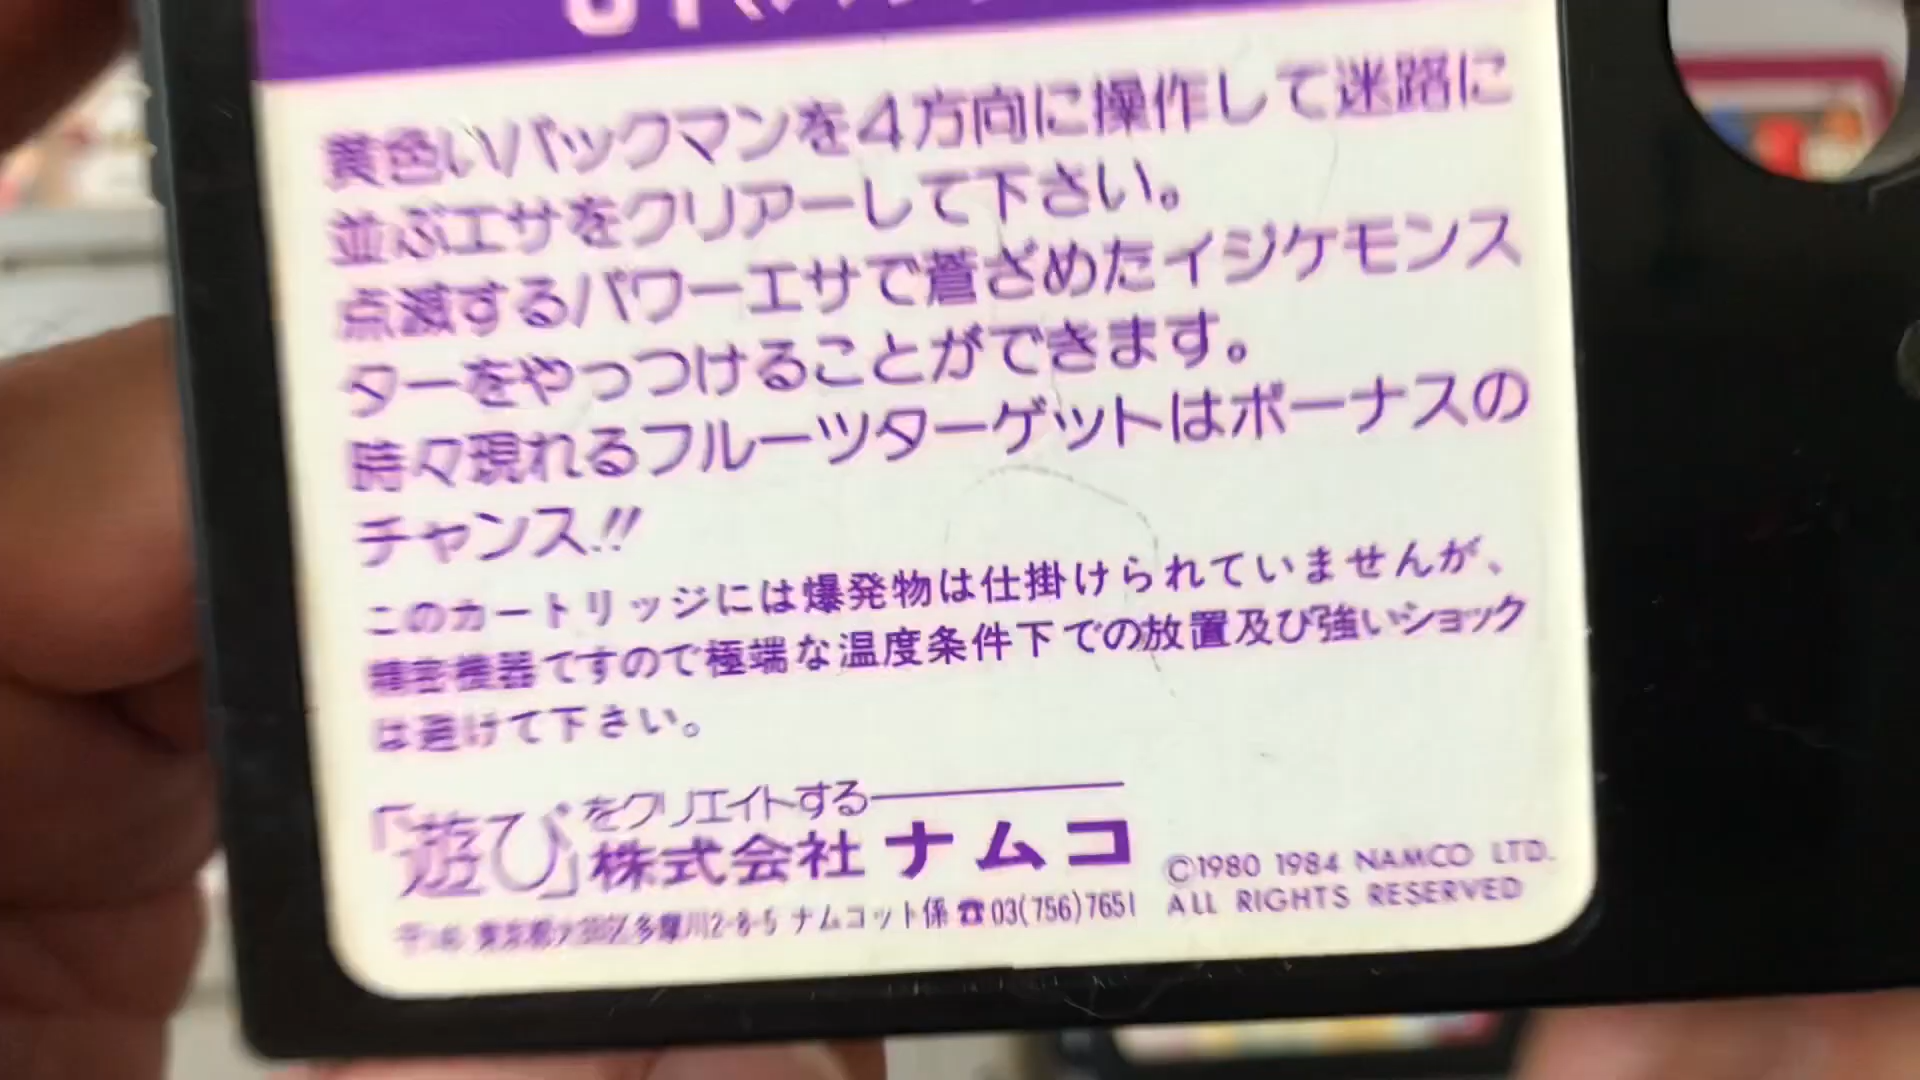 黄色いパックマンを4方向に操作して迷路に
並ぶエサをクリアーして下さい。
点滅するパワーエサで蒼ざめたイジケモンス
ターをやっつけることができます。
時々現れるフルーツターゲットはボーナスの
チャンス!!
このカートリッジには爆発物は仕掛けられていませんが、
精密機器ですので極端な温度条件下での放置及び強いショック
は避けて下さい。
「遊び」をクリエイトする
株式会社ナムコ
©1980 1984 NAMCO LTD.
ALL RIGHTS RESERVED
東京都大田区多摩川2-8-5 ナムコット係 ☎03(756)7651